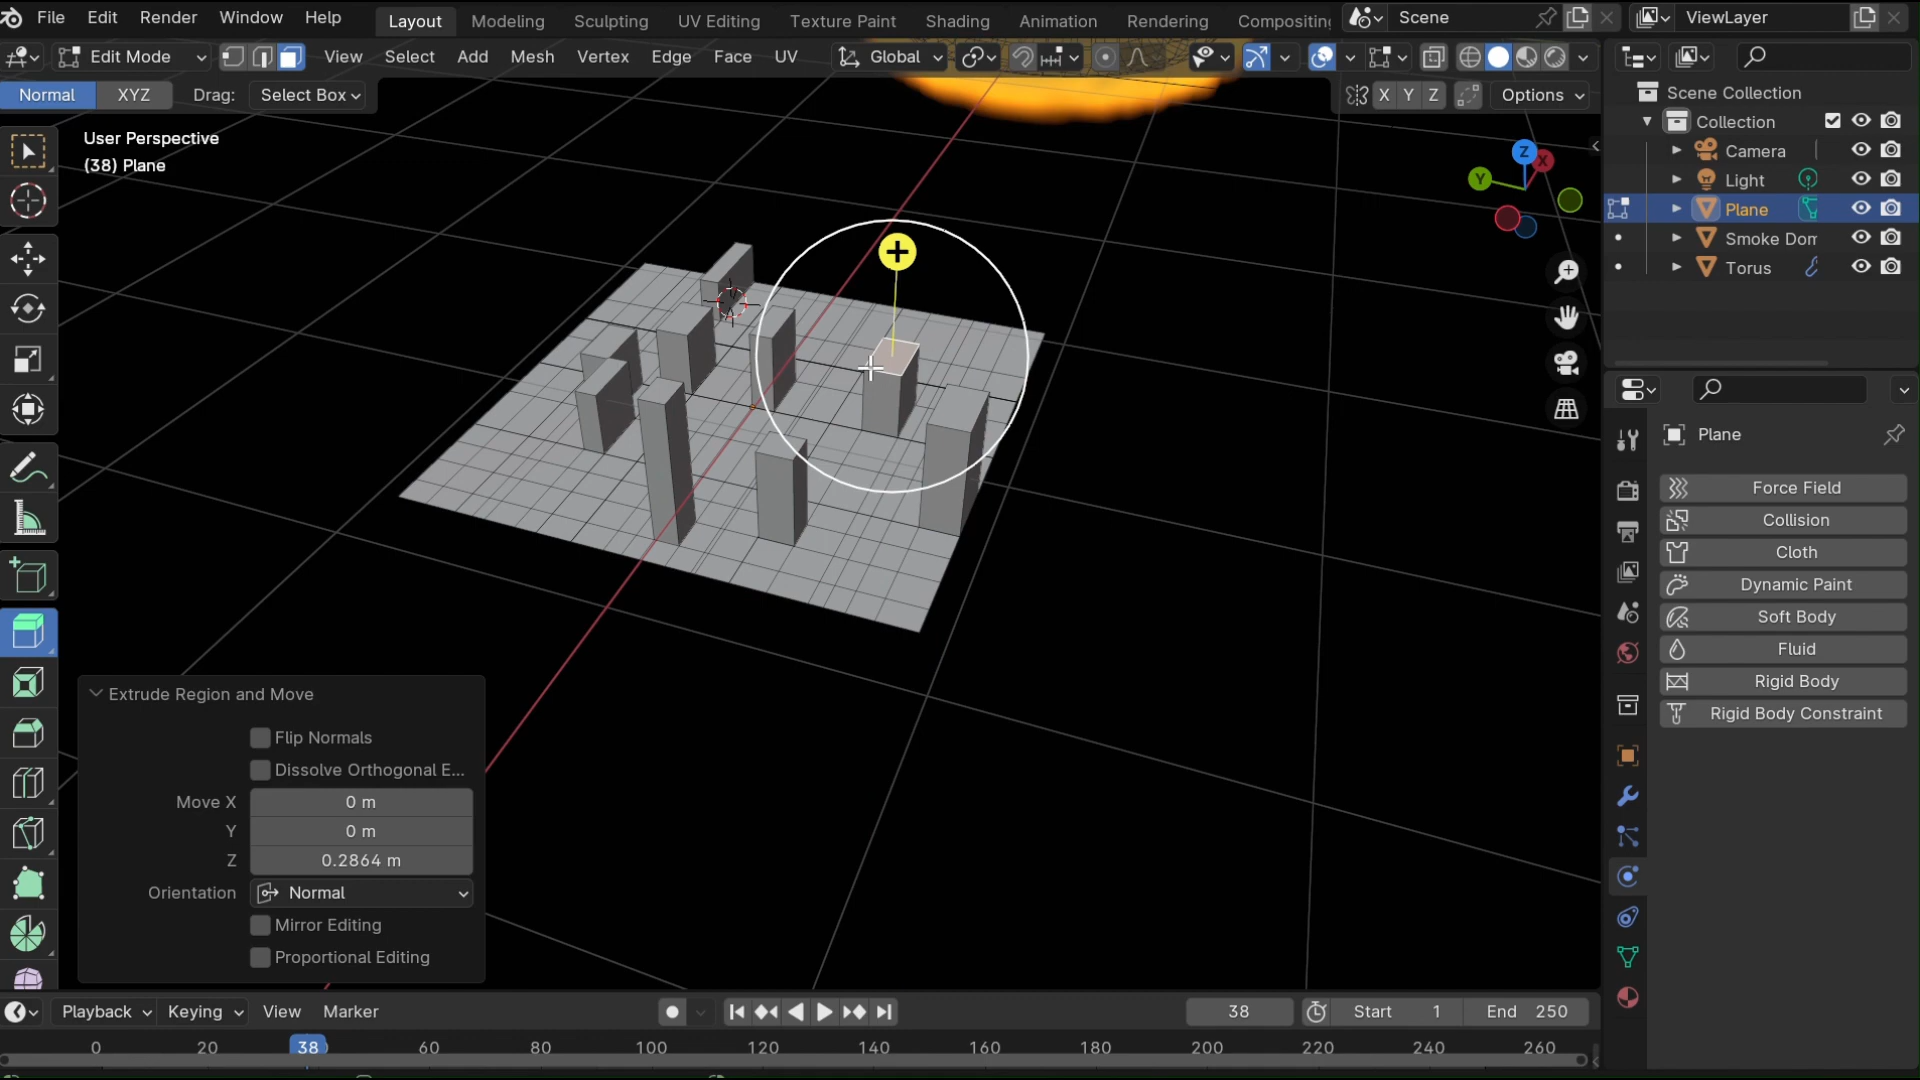 File Edit Render Window Help Layout Modeling Sculpting UV Editing Texture Paint Shading Animation Rendering Compositing Scene ViewLayer
Edit Mode View Select Add Mesh Vertex Edge Face UV Global
Normal XYZ Drag: Select Box X Y Z Options
User Perspective
(38) Plane
Z
X
Y
Scene Collection
Collection
Camera
Light
Plane
Smoke Dom
Torus
Plane
Force Field
Collision
Cloth
Dynamic Paint
Soft Body
Fluid
Rigid Body
Rigid Body Constraint
Extrude Region and Move
Flip Normals
Dissolve Orthogonal E...
Move X 0 m
Y 0 m
Z 0.2864 m
Orientation Normal
Mirror Editing
Proportional Editing
Playback Keying View Marker 38 Start 1 End 250
0 20 38 60 80 100 120 140 160 180 200 220 240 260